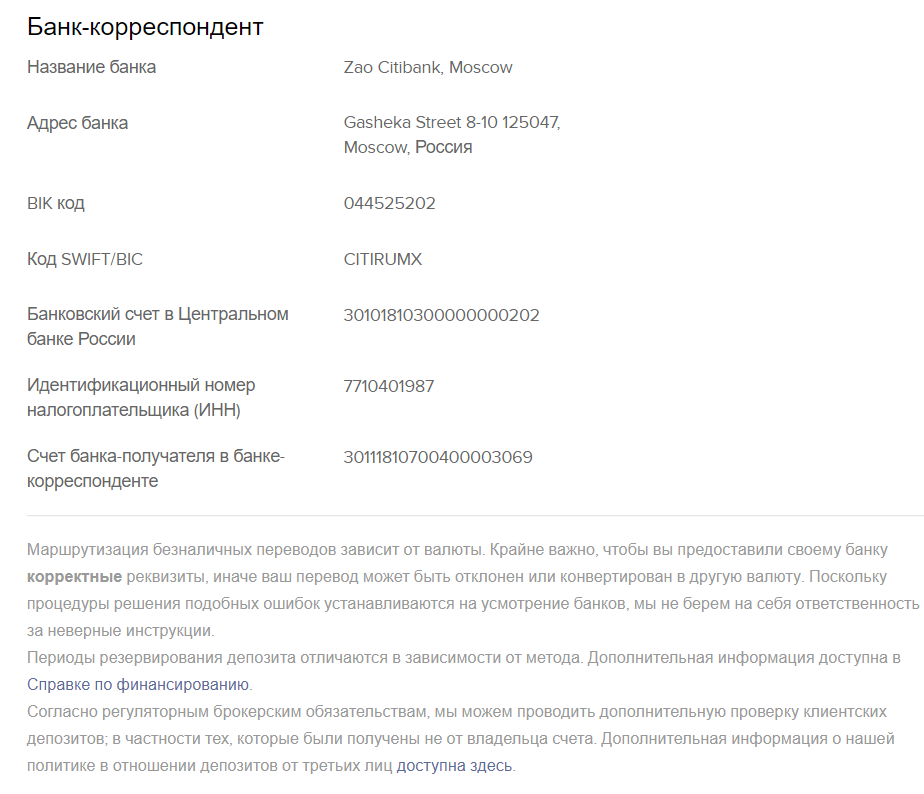 Банк-корреспондент
Название банка Zao Citibank, Moscow
Адрес банка Gasheka Street 8-10 125047,
Moscow, Россия
BIK код 044525202
Код SWIFT/BIC CITIRUMX
Банковский счет в Центральном 30101810300000000202
банке России
Идентификационный номер 7710401987
налогоплательщика (ИНН)
Счет банка-получателя в банке- 30111810700400003069
корреспонденте
Маршрутизация безналичных переводов зависит от валюты. Крайне важно, чтобы вы предоставили своему банку
корректные реквизиты, иначе ваш перевод может быть отклонен или конвертирован в другую валюту. Поскольку
процедуры решения подобных ошибок устанавливаются на усмотрение банков, мы не берем на себя ответственность
за неверные инструкции.
Периоды резервирования депозита отличаются в зависимости от метода. Дополнительная информация доступна в
Справке по финансированию.
Согласно регуляторным брокерским обязательствам, мы можем проводить дополнительную проверку клиентских
депозитов; в частности тех, которые были получены не от владельца счета. Дополнительная информация о нашей
политике в отношении депозитов от третьих лиц доступна здесь.